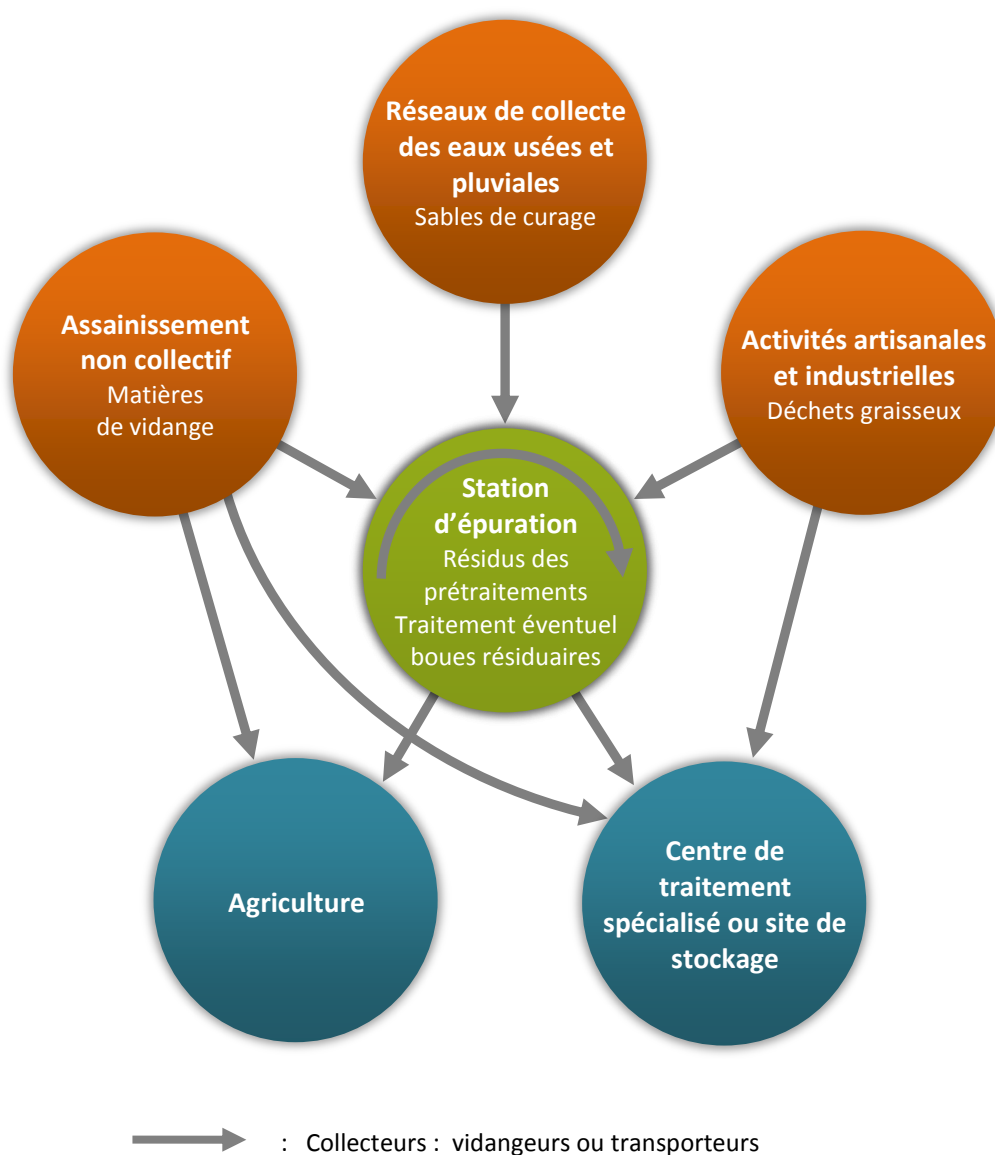 Réseaux de collecte
des eaux usées et
pluviales
Sables de curage
Assainissement
non collectif
Matières
de vidange
Activités artisanales
et industrielles
Déchets graisseux
Station
d’épuration
Résidus des
prétraitements
Traitement éventuel
boues résiduaires
Agriculture
Centre de
traitement
spécialisé ou site de
stockage
: Collecteurs : vidangeurs ou transporteurs